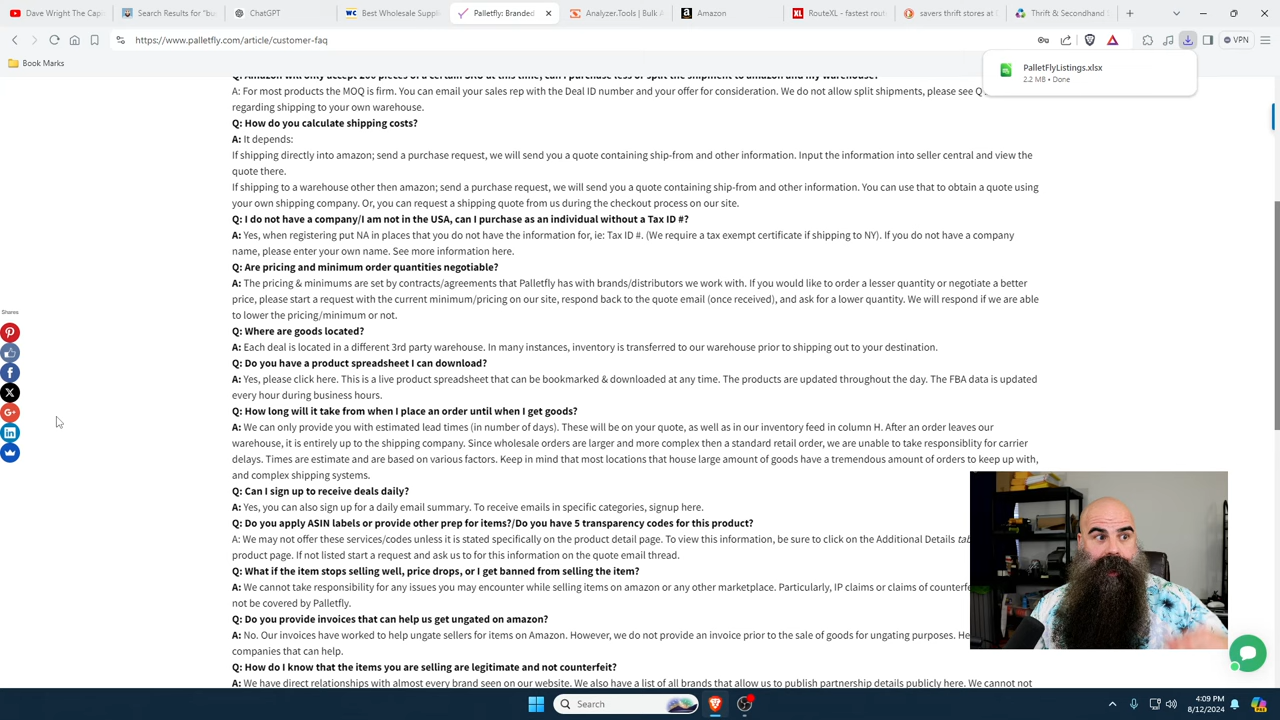 Dave Wright The Carp
Search Results For "bu
ChatGPT
Best Wholesale Suppli
Palletfly: Branded
Analyzer.Tools | Bulk A
Amazon
RouteXL - fastest rout
savers thrift stores at
Thrift & Secondhand
https://www.palletfly.com/article/customer-faq
VPN
Book Marks
PalletFlyListings.xlsx
2.2 MB • Done
Q: Amazon will only accept 200 pieces of a certain SKU at this time, can I purchase less or split the shipment to amazon and my warehouse?
A: For most products the MOQ is firm. You can email your sales rep with the Deal ID number and your offer for consideration. We do not allow split shipments, please see Q
regarding shipping to your own warehouse.
Q: How do you calculate shipping costs?
A: It depends:
If shipping directly into amazon; send a purchase request, we will send you a quote containing ship-from and other information. Input the information into seller central and view the
quote there.
If shipping to a warehouse other then amazon; send a purchase request, we will send you a quote containing ship-from and other information. You can use that to obtain a quote using
your own shipping company. Or, you can request a shipping quote from us during the checkout process on our site.
Q: I do not have a company/I am not in the USA, can I purchase as an individual without a Tax ID #?
A: Yes, when registering put NA in places that you do not have the information for, ie: Tax ID #. (We require a tax exempt certificate if shipping to NY). If you do not have a company
name, please enter your own name. See more information here.
Q: Are pricing and minimum order quantities negotiable?
A: The pricing & minimums are set by contracts/agreements that Palletfly has with brands/distributors we work with. If you would like to order a lesser quantity or negotiate a better
price, please start a request with the current minimum/pricing on our site, respond back to the quote email (once received), and ask for a lower quantity. We will respond if we are able
to lower the pricing/minimum or not.
Q: Where are goods located?
A: Each deal is located in a different 3rd party warehouse. In many instances, inventory is transferred to our warehouse prior to shipping out to your destination.
Q: Do you have a product spreadsheet I can download?
A: Yes, please click here. This is a live product spreadsheet that can be bookmarked & downloaded at any time. The products are updated throughout the day. The FBA data is updated
every hour during business hours.
Q: How long will it take from when I place an order until when I get goods?
A: We can only provide you with estimated lead times (in number of days). These will be on your quote, as well as in our inventory feed in column H. After an order leaves our
warehouse, it is entirely up to the shipping company. Since wholesale orders are larger and more complex then a standard retail order, we are unable to take responsiblity for carrier
delays. Times are estimate and are based on various factors. Keep in mind that most locations that house large amount of goods have a tremendous amount of orders to keep up with,
and complex shipping systems.
Q: Can I sign up to receive deals daily?
A: Yes, you can also sign up for a daily email summary. To receive emails in specific categories, signup here.
Q: Do you apply ASIN labels or provide other prep for items?/Do you have 5 transparency codes for this product?
A: We may not offer these services/codes unless it is stated specifically on the product detail page. To view this information, be sure to click on the Additional Details
product page. If not listed start a request and ask us to for this information on the quote email thread.
Q: What if the item stops selling well, price drops, or I get banned from selling the item?
A: We cannot take responsibility for any issues you may encounter while selling items on amazon or any other marketplace. Particularly, IP claims or claims of counterfe
not be covered by Palletfly.
Q: Do you provide invoices that can help us get ungated on amazon?
A: No. Our invoices have worked to help ungate sellers for items on Amazon. However, we do not provide an invoice prior to the sale of goods for ungating purposes. He
companies that can help.
Q: How do I know that the items you are selling are legitimate and not counterfeit?
A: We have direct relationships with almost every brand seen on our website. We also have a list of all brands that allow us to publish partnership details publicly here. We cannot not
Shares
Search
4:09 PM
8/12/2024